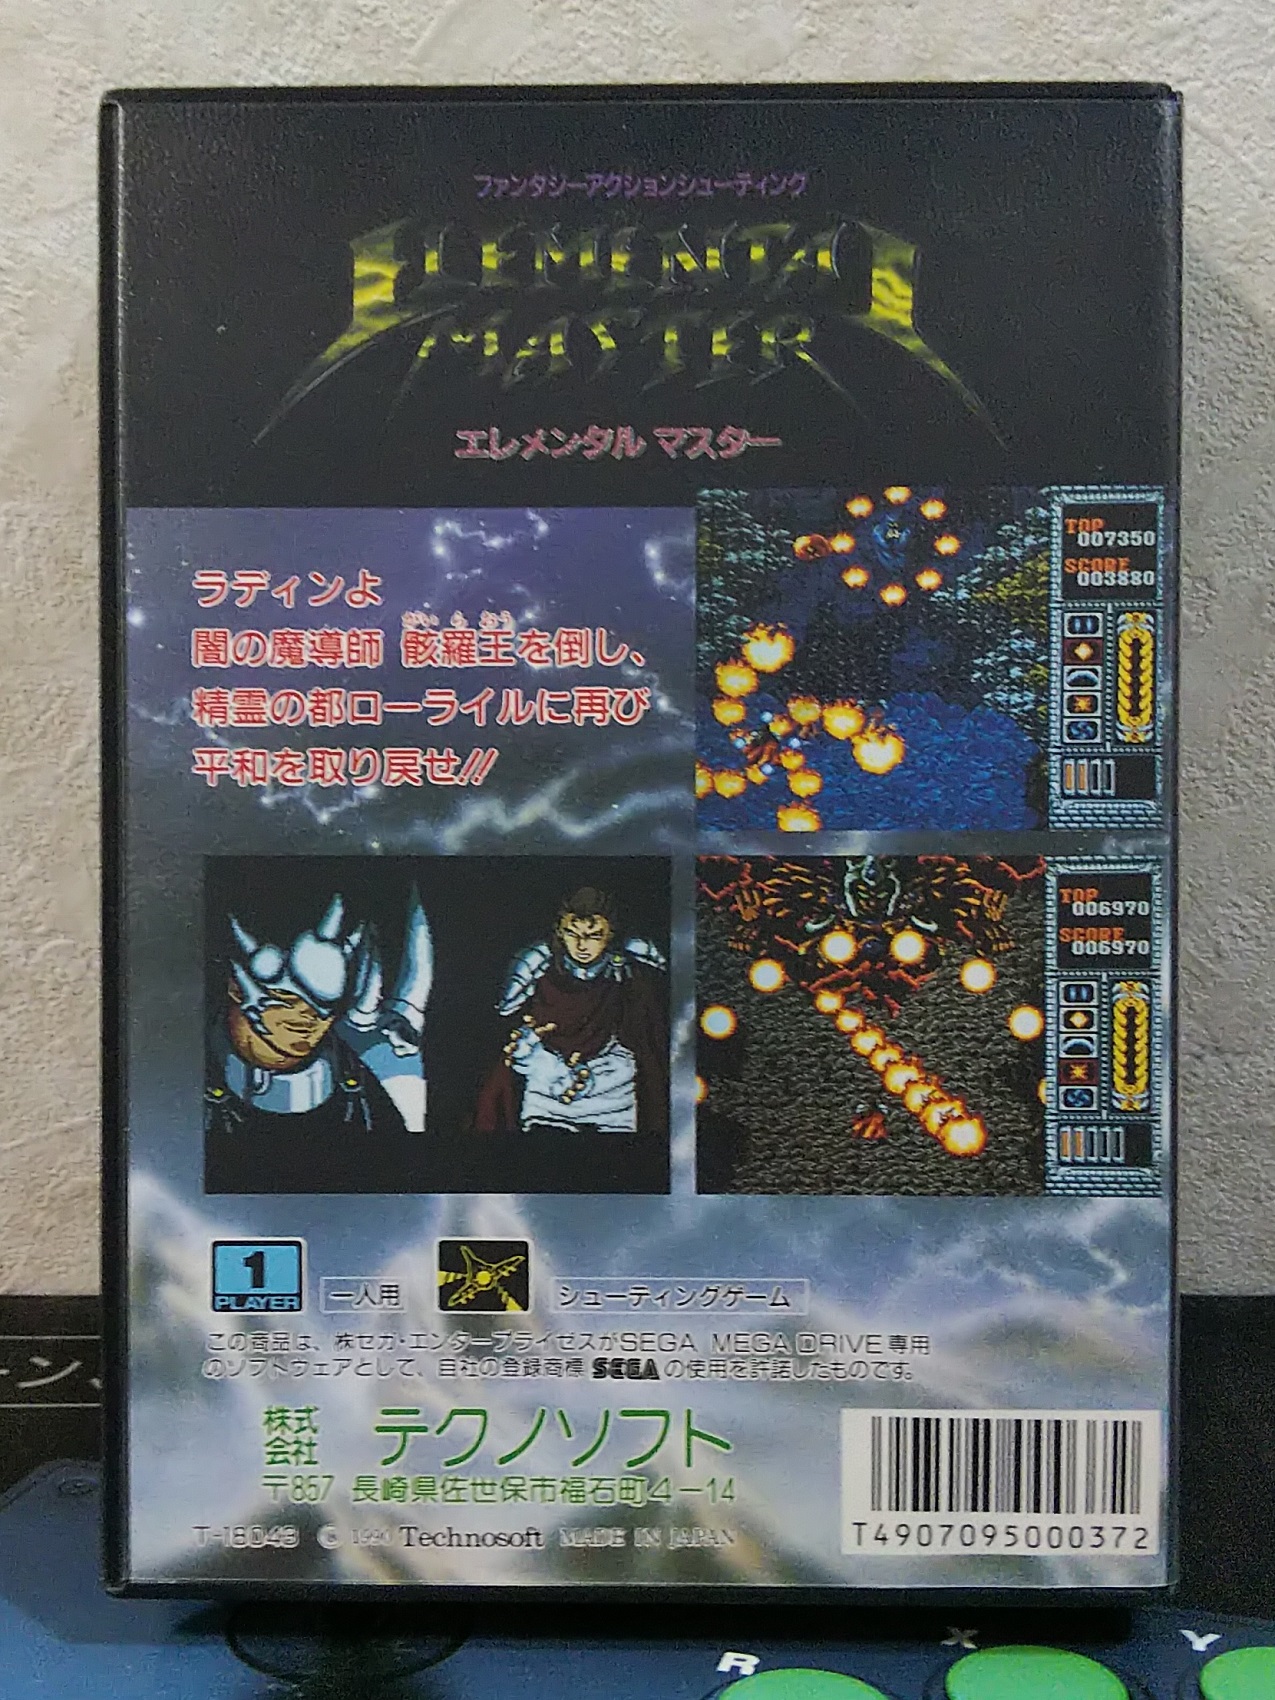 ファンタジーアクションシューティング
ELEMENTAL
MASTER
エレメンタル マスター
ラディンよ
がいらおう
闇の魔導師 骸羅王を倒し、
精霊の都ローライルに再び
平和を取り戻せ!!
TOP
007350
SCORE
003880
TOP
006970
SCORE
006970
1
PLAYER
一人用
シューティングゲーム
この商品は、㈱セガ・エンタープライゼスがSEGA MEGA DRIVE専用
のソフトウェアとして、自社の登録商標 SEGA の使用を許諾したものです。
株式会社 テクノソフト
〒857 長崎県佐世保市福石町4-14
T-18043 © 1990 Technosoft MADE IN JAPAN
T4907095000372
ーン、
R
X
Y